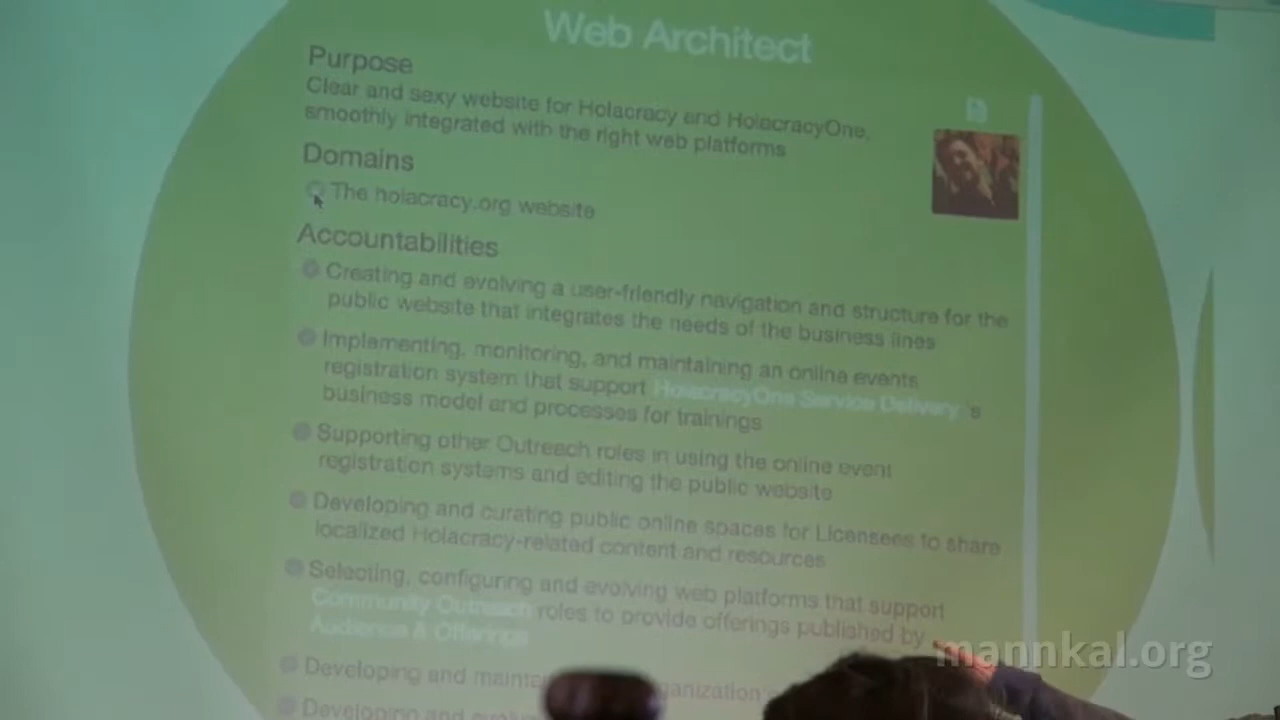 Web Architect
Purpose
Clear and sexy website for Holacracy and HolacracyOne,
smoothly integrated with the right web platforms
Domains
The holacracy.org website
Accountabilities
Creating and evolving a user-friendly navigation and structure for the
public website that integrates the needs of the business lines
Implementing, monitoring, and maintaining an online events
registration system that support HolacracyOne Service Delivery 's
business model and processes for trainings
Supporting other Outreach roles in using the online event
registration systems and editing the public website
Developing and curating public online spaces for Licensees to share
localized Holacracy-related content and resources
Selecting, configuring and evolving web platforms that support
Community Outreach roles to provide offerings published by
Audience & Offerings
Developing and
Developing and
mannkal.org